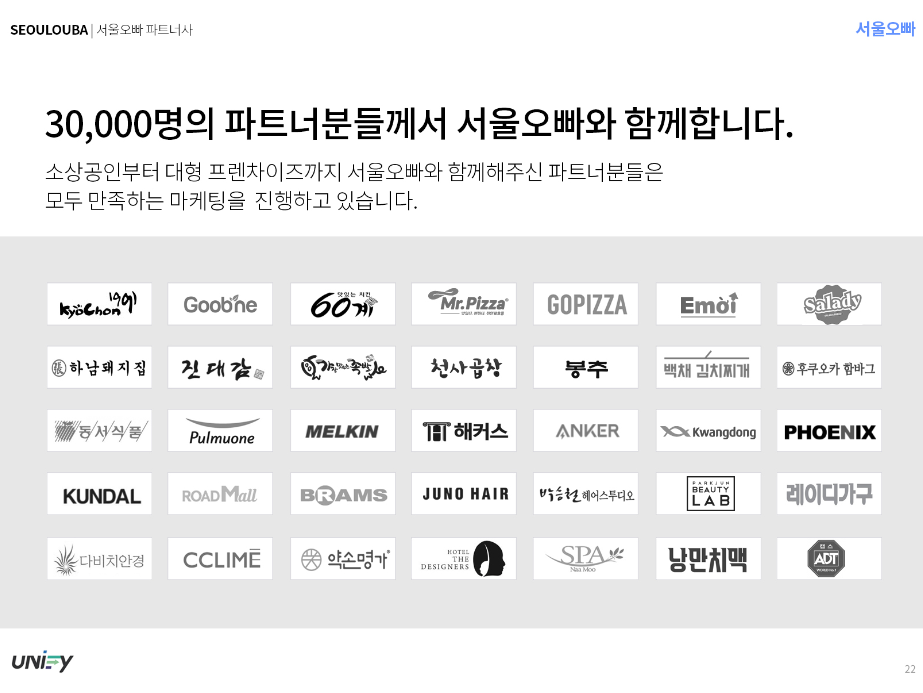 SEOULOUBA | 서울오빠 파트너사
서울오빠
30,000명의 파트너분들께서 서울오빠와 함께합니다.
소상공인부터 대형 프렌차이즈까지 서울오빠와 함께해주신 파트너분들은
모두 만족하는 마케팅을 진행하고 있습니다.
KyoChon 1991
Goobne
맛있는 치킨
60계
Mr.Pizza
GOPIZZA
Emoi
Salady
하남돼지집
진대감
족발
천사곱창
봉추
백채 김치찌개
후쿠오카 함바그
동서식품
Pulmuone
MELKIN
해커스
ANKER
Kwangdong
PHOENIX
KUNDAL
ROAD Mall
BRAMS
JUNO HAIR
박승철 헤어스투디오
PARKJUN
BEAUTY
LAB
레이디가구
다비치안경
CCLIMĒ
약손명가
HOTEL
THE
DESIGNERS
SPA
Naa Moo
낭만치맥
캡스
ADT
UNiFY
22